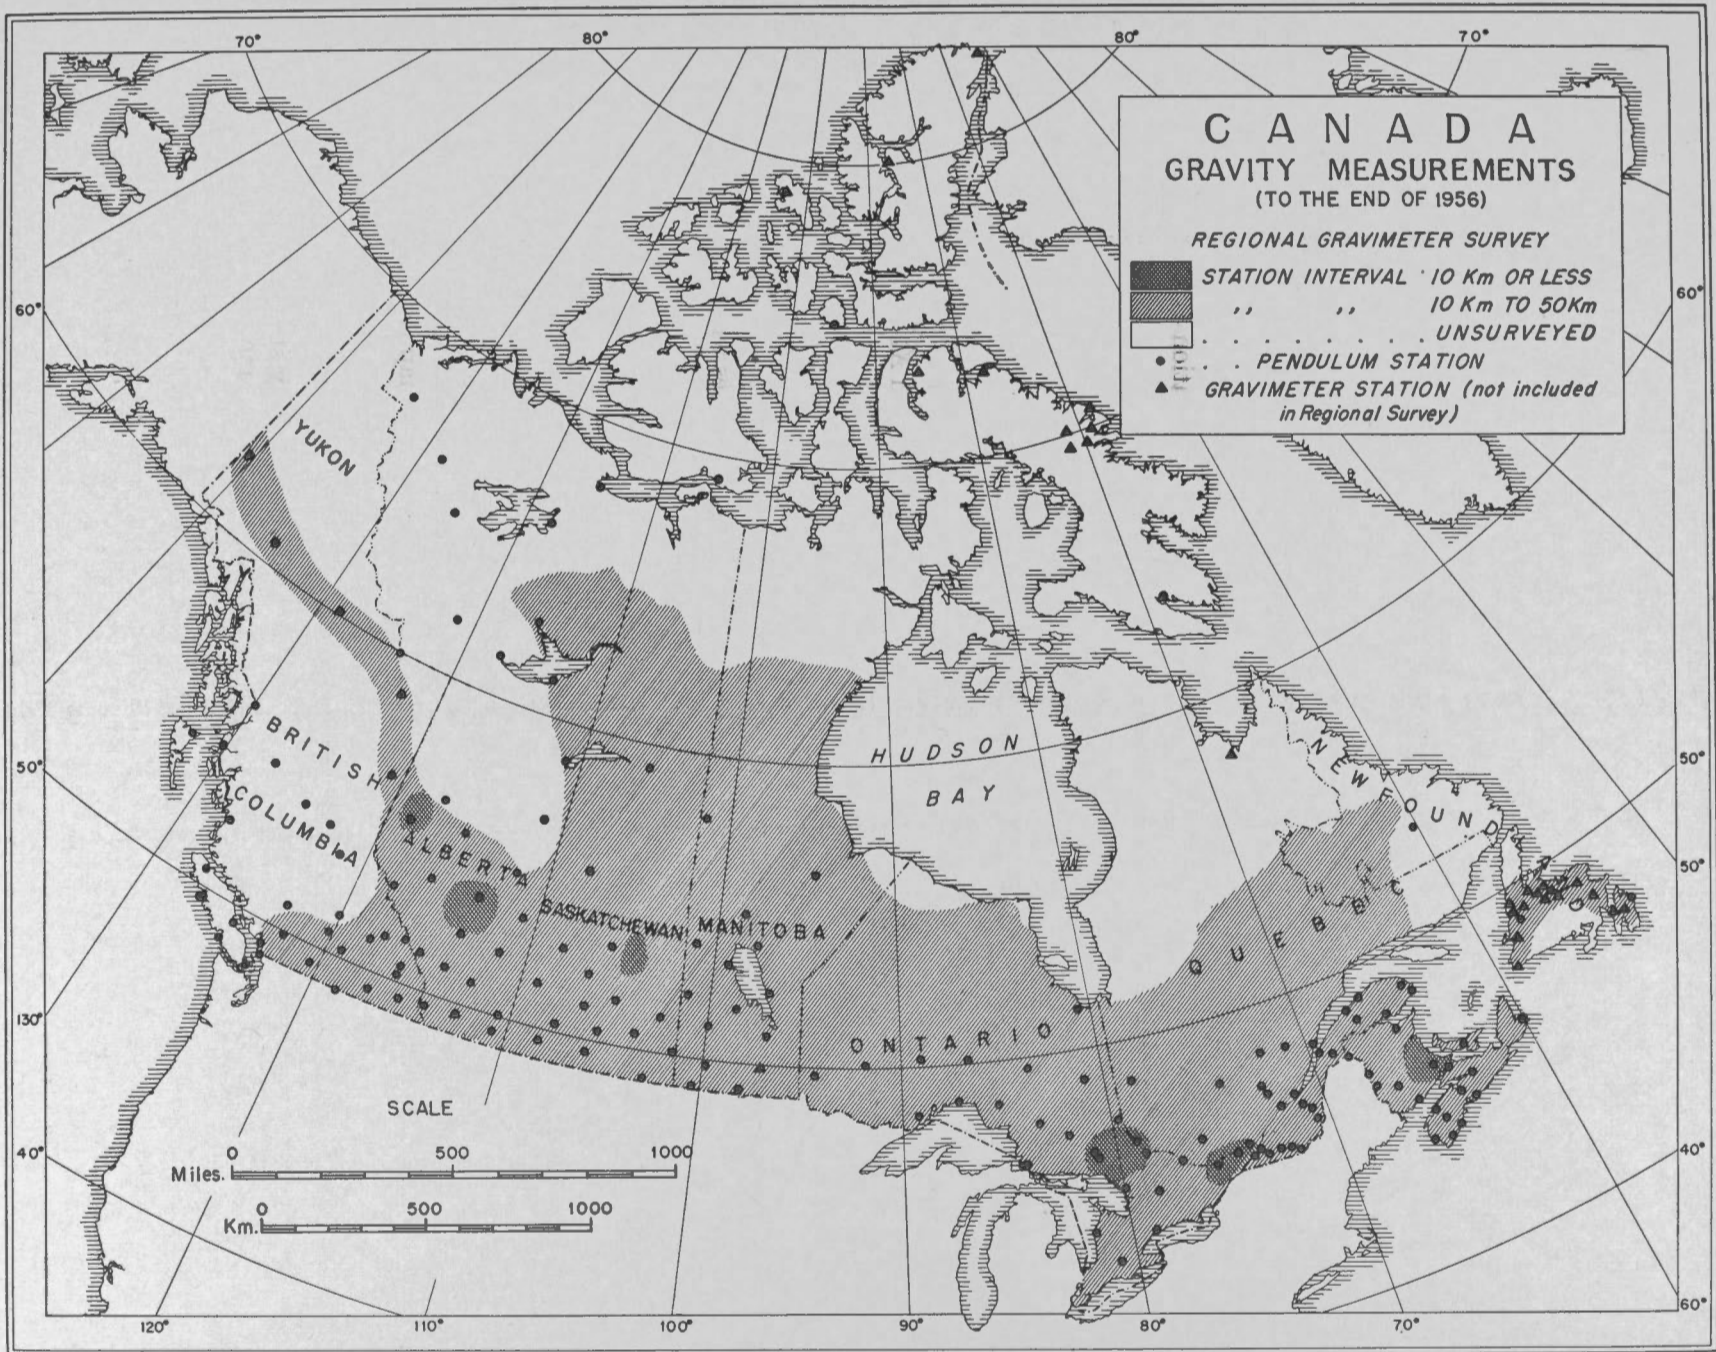 70°
80°
80°
70°
C A N A D A
GRAVITY MEASUREMENTS
(TO THE END OF 1956)
REGIONAL GRAVIMETER SURVEY
STATION INTERVAL 10 Km OR LESS
,, ,, 10 Km TO 50Km
. . . . . . . . UNSURVEYED
. . PENDULUM STATION
GRAVIMETER STATION (not included
in Regional Survey)
60°
60°
YUKON
BRITISH
COLUMBIA
ALBERTA
SASKATCHEWAN
MANITOBA
HUDSON
BAY
ONTARIO
QUEBEC
NEWFOUNDLAND
50°
50°
50°
130°
40°
40°
SCALE
0 500 1000
Miles.
0 500 1000
Km.
120°
110°
100°
90°
80°
70°
60°